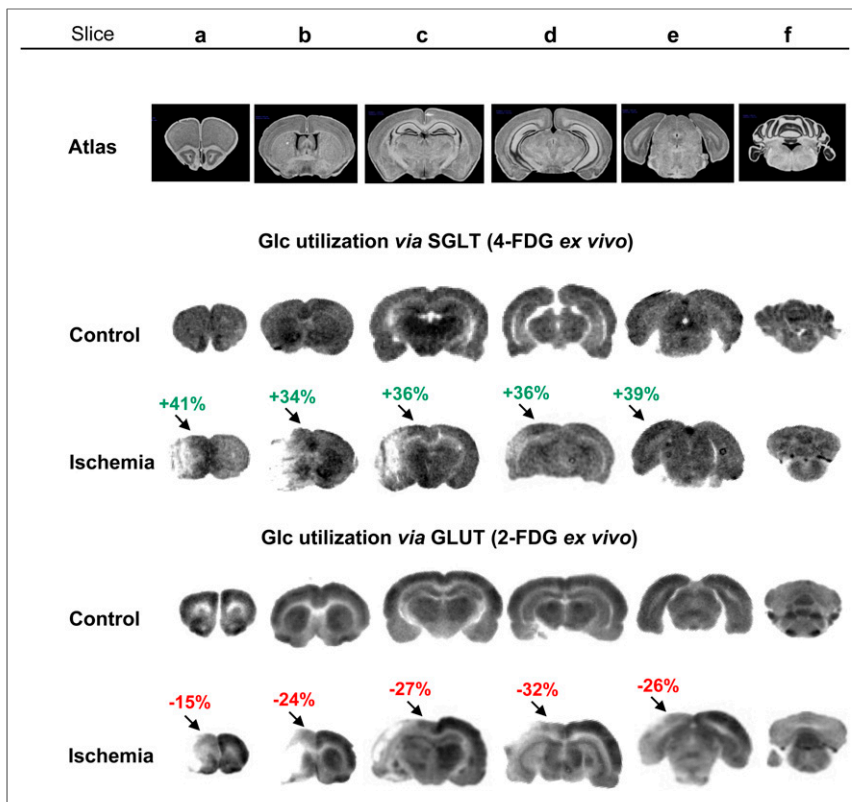 Slice a b c d e f
Atlas
Glc utilization via SGLT (4-FDG ex vivo)
Control
+41% +34% +36% +36% +39%
Ischemia
Glc utilization via GLUT (2-FDG ex vivo)
Control
-15% -24% -27% -32% -26%
Ischemia